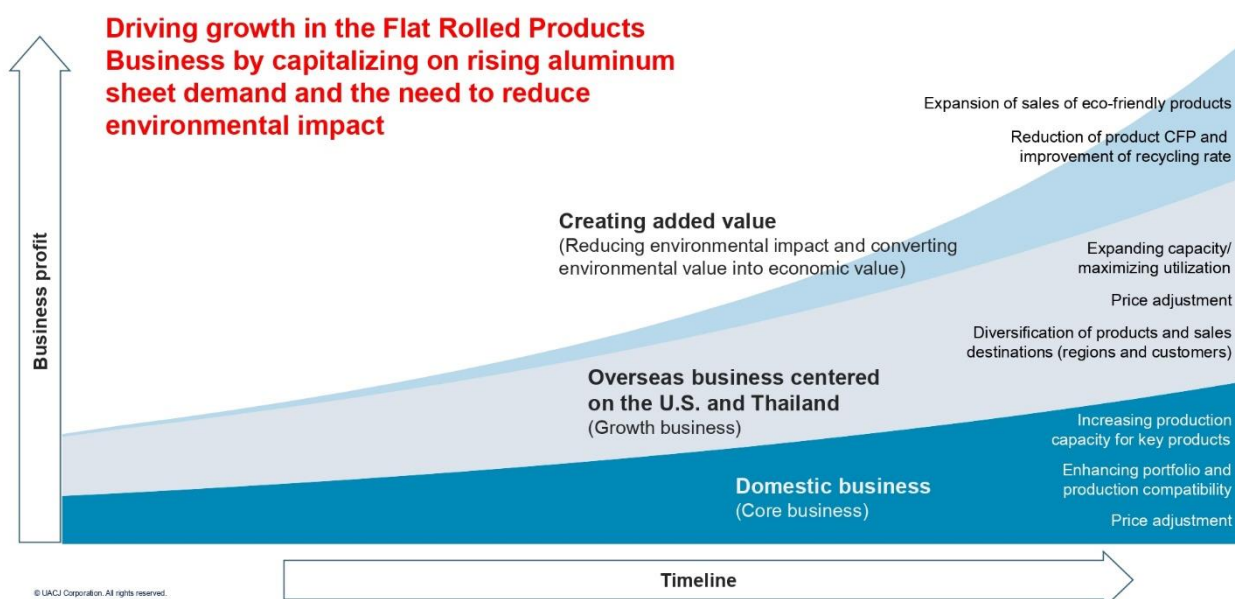 Driving growth in the Flat Rolled Products
Business by capitalizing on rising aluminum
sheet demand and the need to reduce
environmental impact
Business profit
Expansion of sales of eco-friendly products
Reduction of product CFP and
improvement of recycling rate
Creating added value
(Reducing environmental impact and converting
environmental value into economic value)
Expanding capacity/
maximizing utilization
Price adjustment
Diversification of products and sales
destinations (regions and customers)
Overseas business centered
on the U.S. and Thailand
(Growth business)
Increasing production
capacity for key products
Enhancing portfolio and
production compatibility
Price adjustment
Domestic business
(Core business)
Timeline
© UACJ Corporation. All rights reserved.